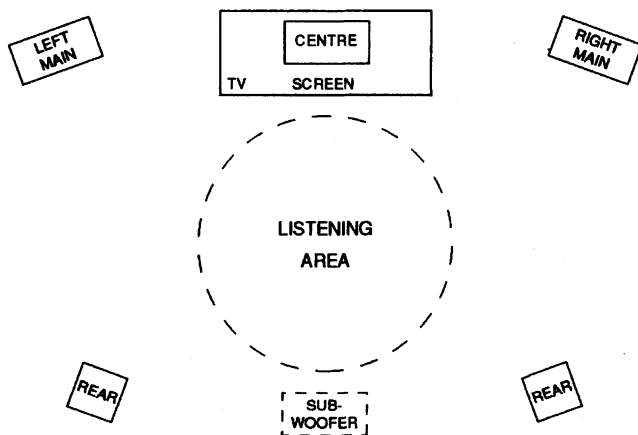 LEFT
MAIN
CENTRE
TV SCREEN
RIGHT
MAIN
LISTENING
AREA
REAR
SUB-
WOOFER
REAR